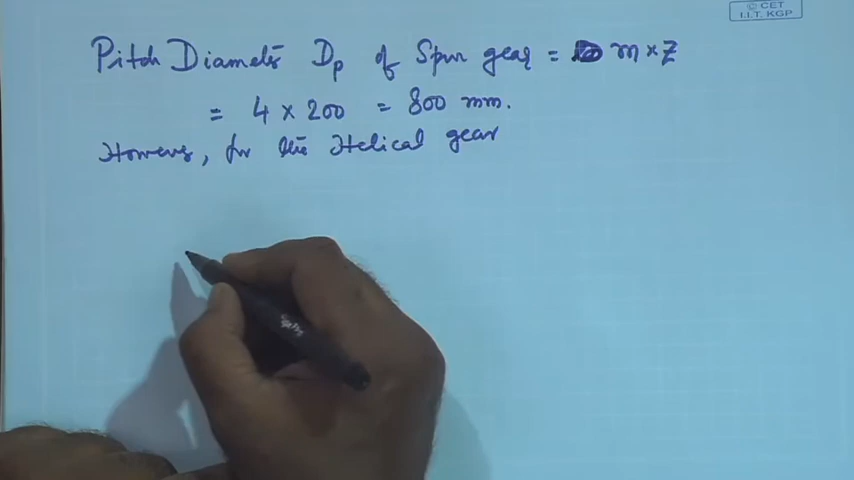 © CET
I.I.T. KGP
Pitch Diameter Dp of Spur gear = m × Z
= 4 × 200 = 800 mm.
However, for the Helical gear